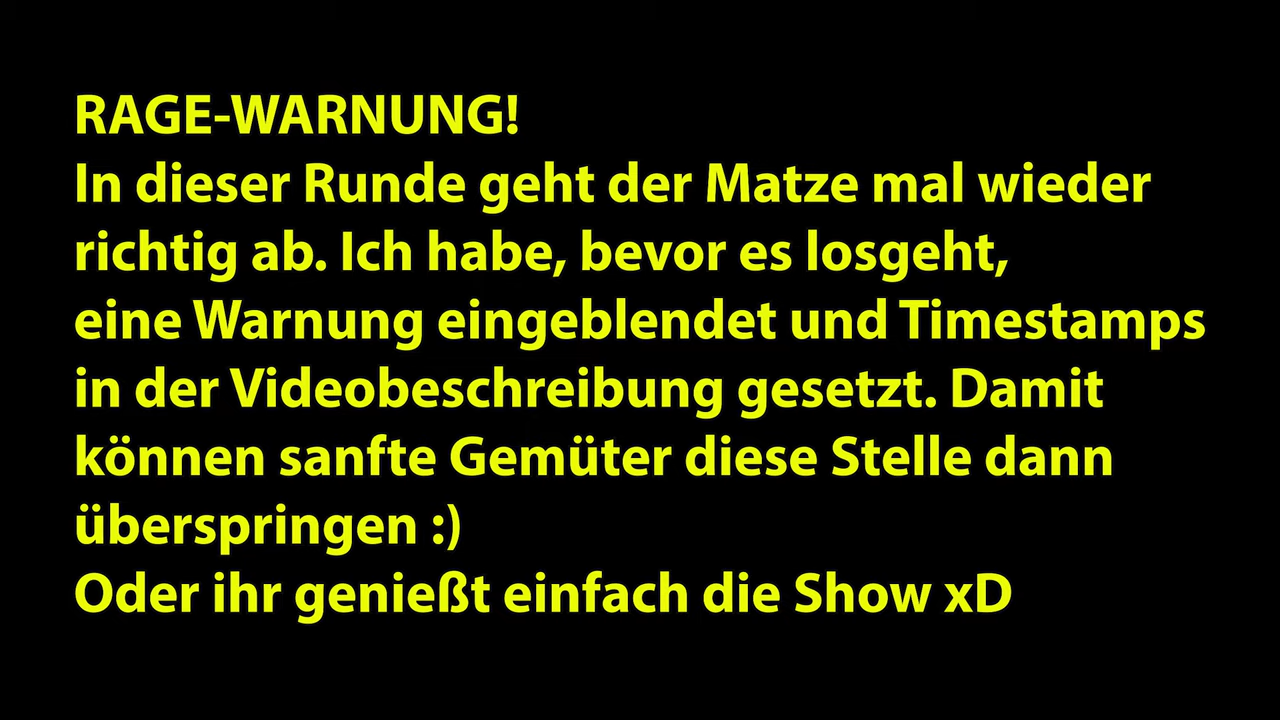 RAGE-WARNUNG!
In dieser Runde geht der Matze mal wieder
richtig ab. Ich habe, bevor es losgeht,
eine Warnung eingeblendet und Timestamps
in der Videobeschreibung gesetzt. Damit
können sanfte Gemüter diese Stelle dann
überspringen :)
Oder ihr genießt einfach die Show xD